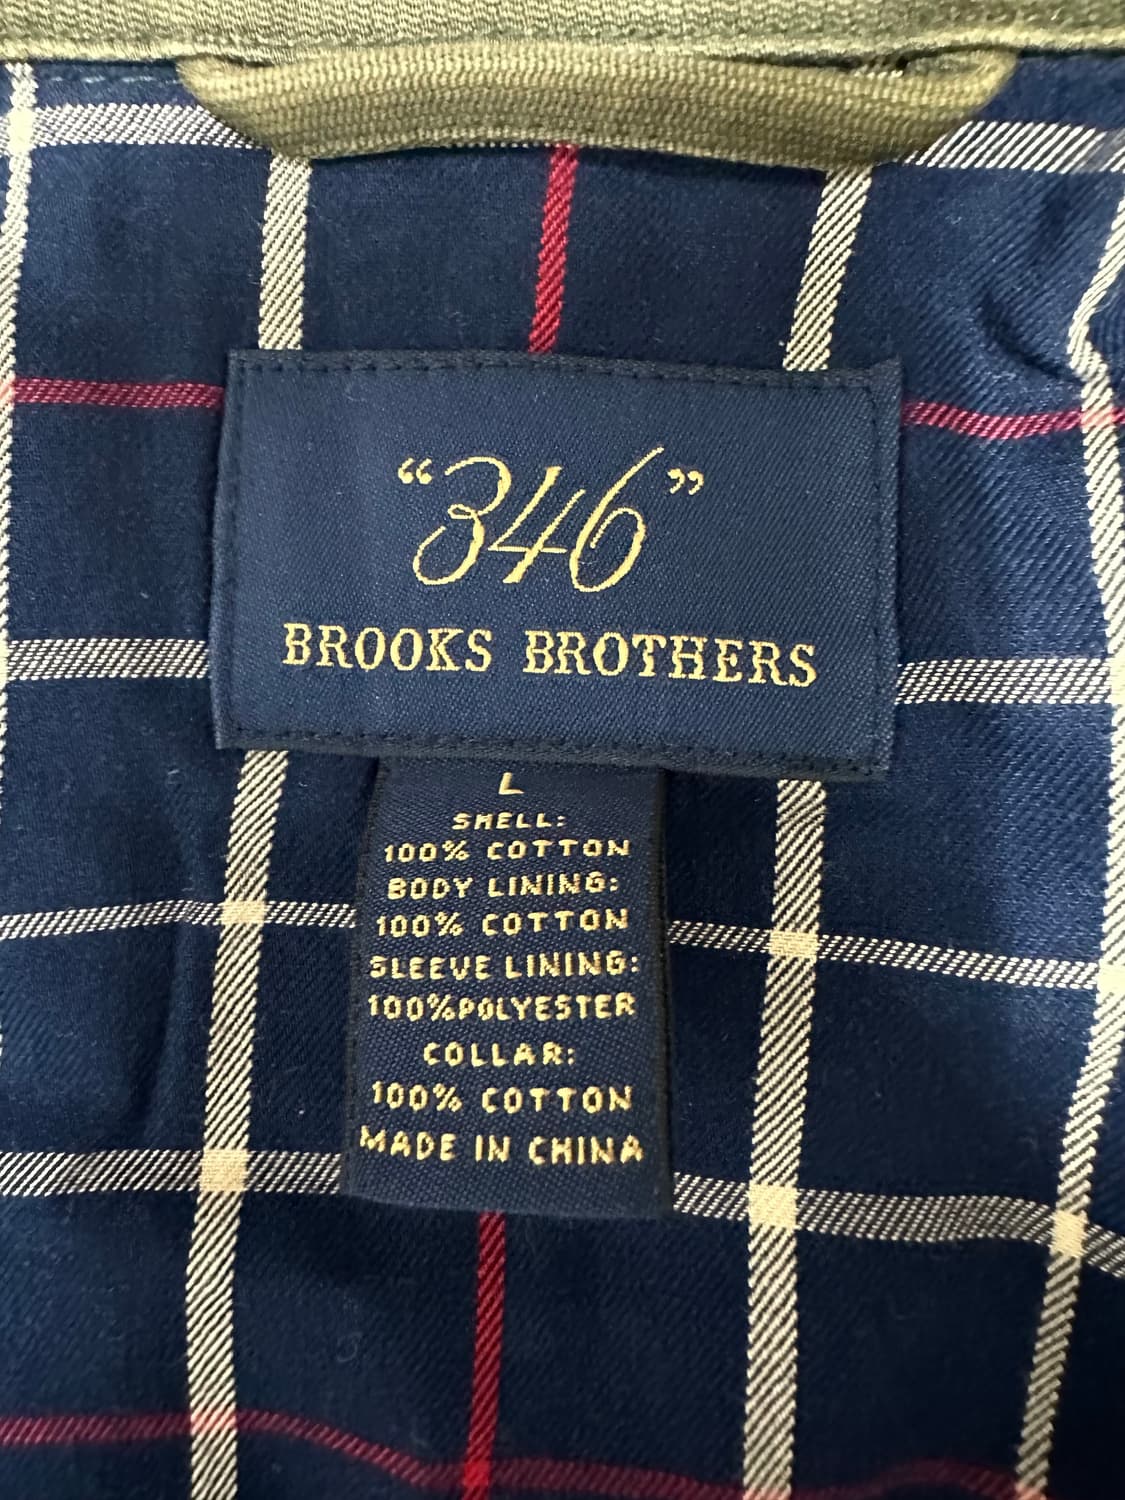 “346”
BROOKS BROTHERS
L
SHELL:
100% COTTON
BODY LINING:
100% COTTON
SLEEVE LINING:
100%POLYESTER
COLLAR:
100% COTTON
MADE IN CHINA